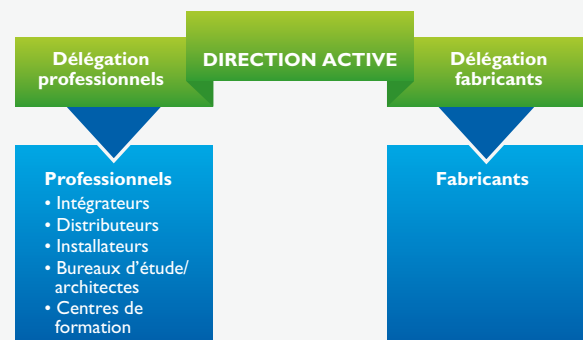 Délégation
professionnels
DIRECTION ACTIVE
Délégation
fabricants
Professionnels
• Intégrateurs
• Distributeurs
• Installateurs
• Bureaux d’étude/
architectes
• Centres de
formation
Fabricants